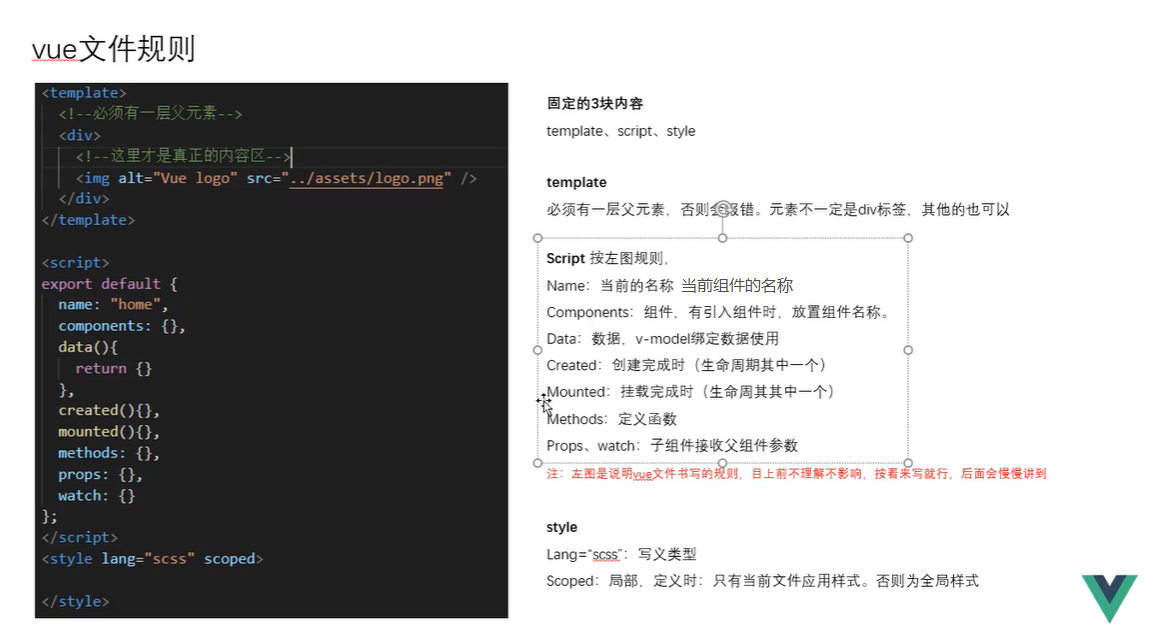 vue文件规则
<template>
<!--必须有一层父元素-->
<div>
<!--这里才是真正的内容区-->
<img alt="Vue logo" src="../assets/logo.png" />
</div>
</template>
<script>
export default {
name: "home",
components: {},
data(){
return {}
},
created(){},
mounted(){},
methods: {},
props: {},
watch: {}
};
</script>
<style lang="scss" scoped>
</style>
固定的3块内容
template、script、style
template
必须有一层父元素，否则会报错。元素不一定是div标签，其他的也可以
Script 按左图规则，
Name：当前的名称 当前组件的名称
Components：组件，有引入组件时，放置组件名称。
Data：数据，v-model绑定数据使用
Created：创建完成时（生命周期其中一个）
Mounted：挂载完成时（生命周其其中一个）
Methods：定义函数
Props、watch：子组件接收父组件参数
注：左图是说明vue文件书写的规则，目上前不理解不影响，按着来写就行，后面会慢慢讲到
style
Lang=“scss”：写义类型
Scoped：局部，定义时：只有当前文件应用样式。否则为全局样式